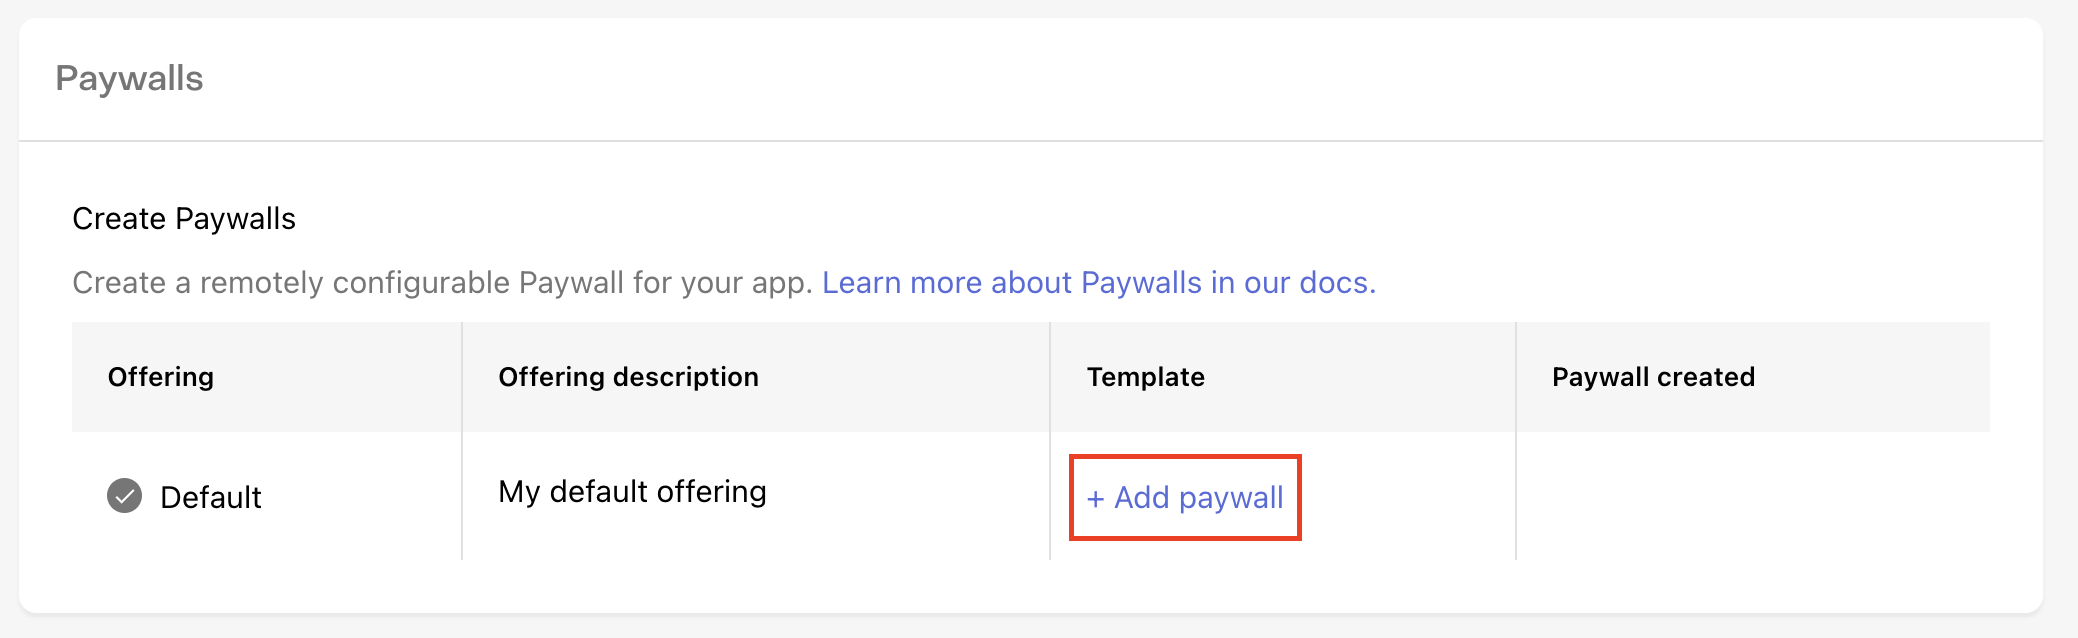 Paywalls
Create Paywalls
Create a remotely configurable Paywall for your app. Learn more about Paywalls in our docs.
Offering Offering description Template Paywall created
Default My default offering + Add paywall